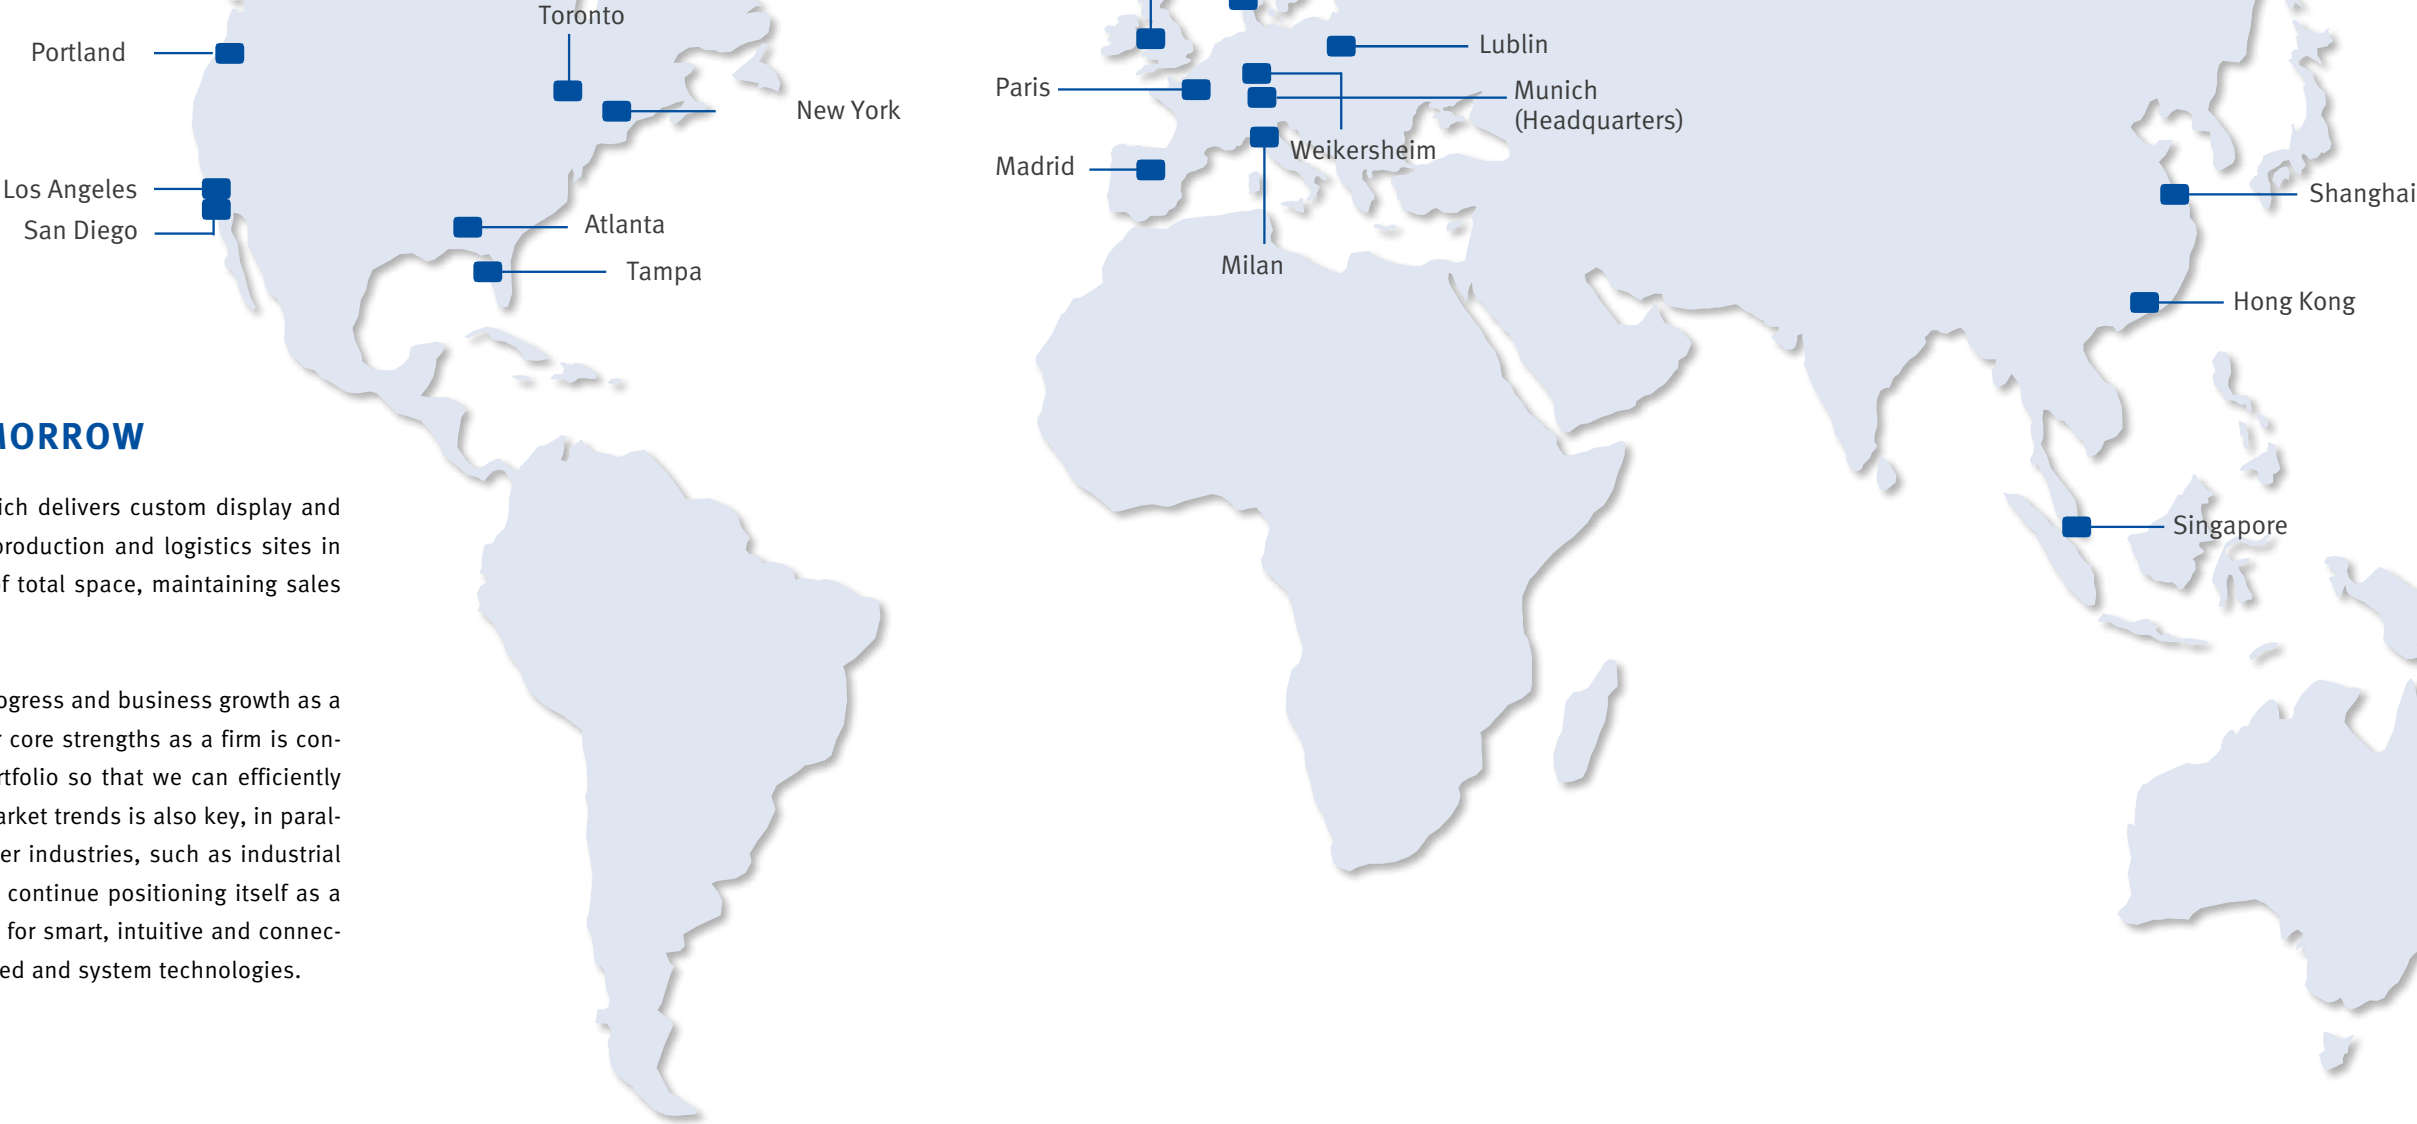 Toronto
Portland
New York
Los Angeles
San Diego
Atlanta
Tampa
Lublin
Paris
Munich
(Headquarters)
Weikersheim
Madrid
Milan
Shanghai
Hong Kong
Singapore
MORROW
ich delivers custom display and
production and logistics sites in
of total space, maintaining sales
ogress and business growth as a
r core strengths as a firm is con-
rtfolio so that we can efficiently
arket trends is also key, in paral-
er industries, such as industrial
continue positioning itself as a
for smart, intuitive and connec-
ed and system technologies.